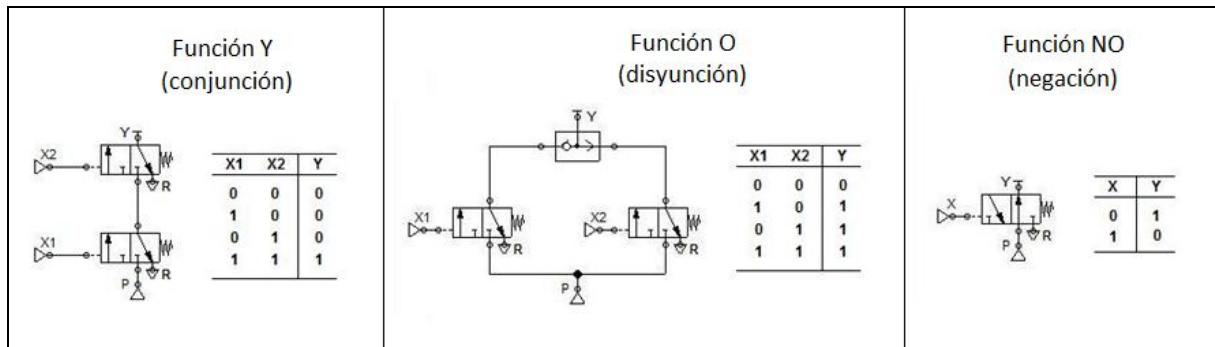 Función Y
(conjunción)
Y
X2
R
X1
R
P
X1 X2 Y
0 0 0
1 0 0
0 1 0
1 1 1
Función O
(disyunción)
Y
X1
R
X2
R
P
X1 X2 Y
0 0 0
1 0 1
0 1 1
1 1 1
Función NO
(negación)
Y
X
R
P
X Y
0 1
1 0